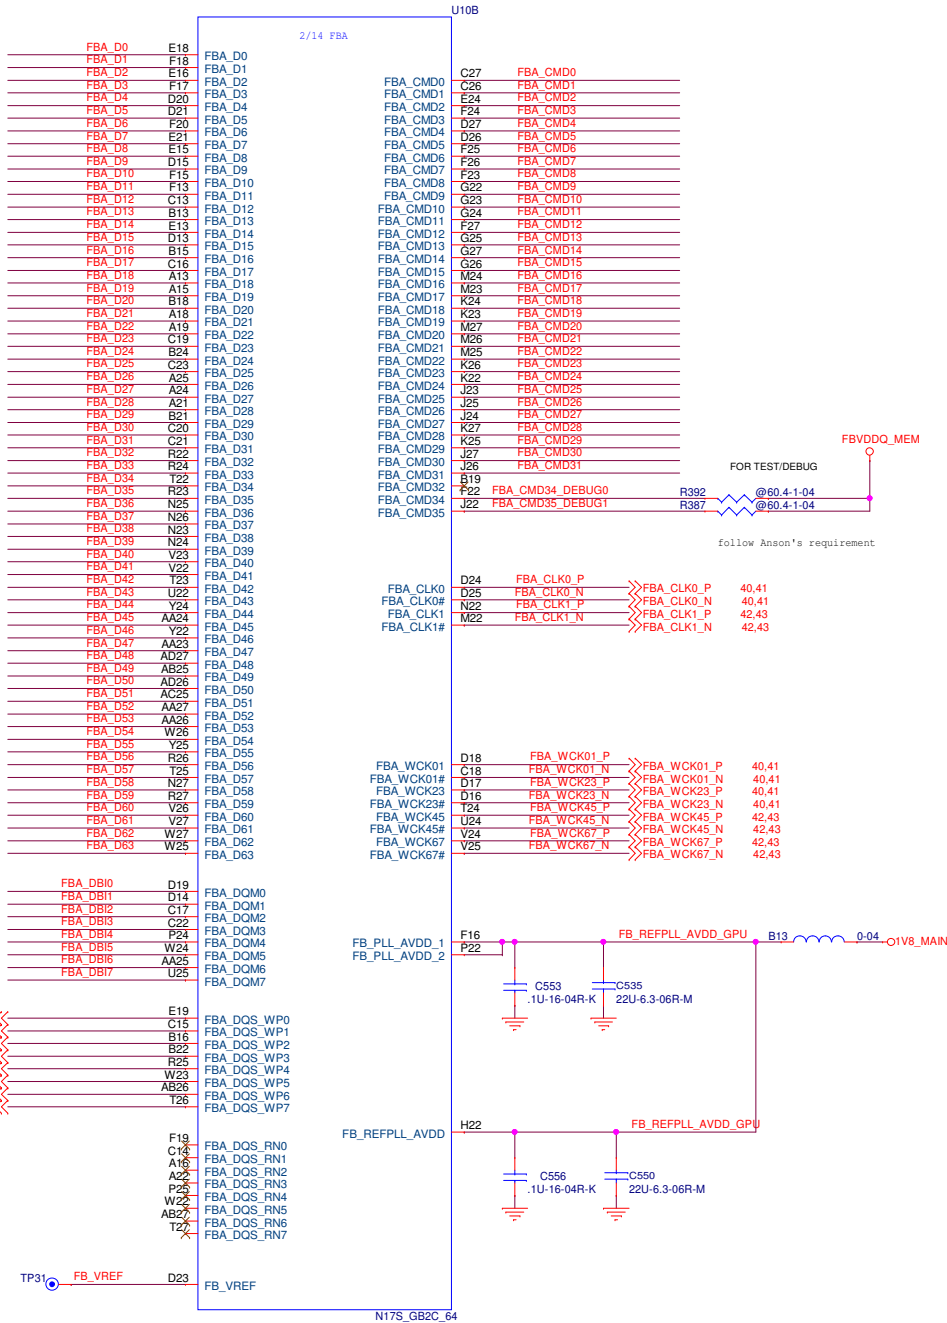 U10B
2/14 FBA
FBA_D0 E18 FBA_D0
FBA_D1 F18 FBA_D1
FBA_D2 E16 FBA_D2
FBA_D3 F17 FBA_D3
FBA_D4 D20 FBA_D4
FBA_D5 D21 FBA_D5
FBA_D6 F20 FBA_D6
FBA_D7 E21 FBA_D7
FBA_D8 E15 FBA_D8
FBA_D9 D15 FBA_D9
FBA_D10 F15 FBA_D10
FBA_D11 F13 FBA_D11
FBA_D12 C13 FBA_D12
FBA_D13 B13 FBA_D13
FBA_D14 E13 FBA_D14
FBA_D15 D13 FBA_D15
FBA_D16 B15 FBA_D16
FBA_D17 C16 FBA_D17
FBA_D18 A13 FBA_D18
FBA_D19 A15 FBA_D19
FBA_D20 B18 FBA_D20
FBA_D21 A18 FBA_D21
FBA_D22 A19 FBA_D22
FBA_D23 C19 FBA_D23
FBA_D24 B24 FBA_D24
FBA_D25 C23 FBA_D25
FBA_D26 A25 FBA_D26
FBA_D27 A24 FBA_D27
FBA_D28 A21 FBA_D28
FBA_D29 B21 FBA_D29
FBA_D30 C20 FBA_D30
FBA_D31 C21 FBA_D31
FBA_D32 R22 FBA_D32
FBA_D33 R24 FBA_D33
FBA_D34 T22 FBA_D34
FBA_D35 R23 FBA_D35
FBA_D36 N25 FBA_D36
FBA_D37 N26 FBA_D37
FBA_D38 N23 FBA_D38
FBA_D39 N24 FBA_D39
FBA_D40 V23 FBA_D40
FBA_D41 V22 FBA_D41
FBA_D42 T23 FBA_D42
FBA_D43 U22 FBA_D43
FBA_D44 Y24 FBA_D44
FBA_D45 AA24 FBA_D45
FBA_D46 Y22 FBA_D46
FBA_D47 AA23 FBA_D47
FBA_D48 AD27 FBA_D48
FBA_D49 AB25 FBA_D49
FBA_D50 AD26 FBA_D50
FBA_D51 AC25 FBA_D51
FBA_D52 AA27 FBA_D52
FBA_D53 AA26 FBA_D53
FBA_D54 W26 FBA_D54
FBA_D55 Y25 FBA_D55
FBA_D56 R26 FBA_D56
FBA_D57 T25 FBA_D57
FBA_D58 N27 FBA_D58
FBA_D59 R27 FBA_D59
FBA_D60 V26 FBA_D60
FBA_D61 V27 FBA_D61
FBA_D62 W27 FBA_D62
FBA_D63 W25 FBA_D63
FBA_DBI0 D19 FBA_DQM0
FBA_DBI1 D14 FBA_DQM1
FBA_DBI2 C17 FBA_DQM2
FBA_DBI3 C22 FBA_DQM3
FBA_DBI4 P24 FBA_DQM4
FBA_DBI5 W24 FBA_DQM5
FBA_DBI6 AA25 FBA_DQM6
FBA_DBI7 U25 FBA_DQM7
E19 FBA_DQS_WP0
C15 FBA_DQS_WP1
B16 FBA_DQS_WP2
B22 FBA_DQS_WP3
R25 FBA_DQS_WP4
W23 FBA_DQS_WP5
AB26 FBA_DQS_WP6
T26 FBA_DQS_WP7
F19 FBA_DQS_RN0
C14 FBA_DQS_RN1
A16 FBA_DQS_RN2
A22 FBA_DQS_RN3
P25 FBA_DQS_RN4
W22 FBA_DQS_RN5
AB27 FBA_DQS_RN6
T27 FBA_DQS_RN7
TP31 FB_VREF D23 FB_VREF
FBA_CMD0 C27 FBA_CMD0
FBA_CMD1 C26 FBA_CMD1
FBA_CMD2 E24 FBA_CMD2
FBA_CMD3 F24 FBA_CMD3
FBA_CMD4 D27 FBA_CMD4
FBA_CMD5 D26 FBA_CMD5
FBA_CMD6 F25 FBA_CMD6
FBA_CMD7 F26 FBA_CMD7
FBA_CMD8 F23 FBA_CMD8
FBA_CMD9 G22 FBA_CMD9
FBA_CMD10 G23 FBA_CMD10
FBA_CMD11 G24 FBA_CMD11
FBA_CMD12 F27 FBA_CMD12
FBA_CMD13 G25 FBA_CMD13
FBA_CMD14 G27 FBA_CMD14
FBA_CMD15 G26 FBA_CMD15
FBA_CMD16 M24 FBA_CMD16
FBA_CMD17 M23 FBA_CMD17
FBA_CMD18 K24 FBA_CMD18
FBA_CMD19 K23 FBA_CMD19
FBA_CMD20 M27 FBA_CMD20
FBA_CMD21 M26 FBA_CMD21
FBA_CMD22 M25 FBA_CMD22
FBA_CMD23 K26 FBA_CMD23
FBA_CMD24 K22 FBA_CMD24
FBA_CMD25 J23 FBA_CMD25
FBA_CMD26 J25 FBA_CMD26
FBA_CMD27 J24 FBA_CMD27
FBA_CMD28 K27 FBA_CMD28
FBA_CMD29 K25 FBA_CMD29
FBA_CMD30 J27 FBA_CMD30
FBA_CMD31 J26 FBA_CMD31
FBA_CMD32 B19
FBA_CMD34 F22 FBA_CMD34_DEBUG0 R392 @60.4-1-04
FBA_CMD35 J22 FBA_CMD35_DEBUG1 R387 @60.4-1-04
FBVDDQ_MEM
FOR TEST/DEBUG
follow Anson's requirement
FBA_CLK0 D24 FBA_CLK0_P FBA_CLK0_P 40,41
FBA_CLK0# D25 FBA_CLK0_N FBA_CLK0_N 40,41
FBA_CLK1 N22 FBA_CLK1_P FBA_CLK1_P 42,43
FBA_CLK1# M22 FBA_CLK1_N FBA_CLK1_N 42,43
FBA_WCK01 D18 FBA_WCK01_P FBA_WCK01_P 40,41
FBA_WCK01# C18 FBA_WCK01_N FBA_WCK01_N 40,41
FBA_WCK23 D17 FBA_WCK23_P FBA_WCK23_P 40,41
FBA_WCK23# D16 FBA_WCK23_N FBA_WCK23_N 40,41
FBA_WCK45 T24 FBA_WCK45_P FBA_WCK45_P 42,43
FBA_WCK45# U24 FBA_WCK45_N FBA_WCK45_N 42,43
FBA_WCK67 V24 FBA_WCK67_P FBA_WCK67_P 42,43
FBA_WCK67# V25 FBA_WCK67_N FBA_WCK67_N 42,43
FB_PLL_AVDD_1 F16 FB_REFPLL_AVDD_GPU B13 0-04 1V8_MAIN
FB_PLL_AVDD_2 P22
C553 C535
.1U-16-04R-K 22U-6.3-06R-M
FB_REFPLL_AVDD H22 FB_REFPLL_AVDD_GPU
C556 C550
.1U-16-04R-K 22U-6.3-06R-M
N17S_GB2C_64